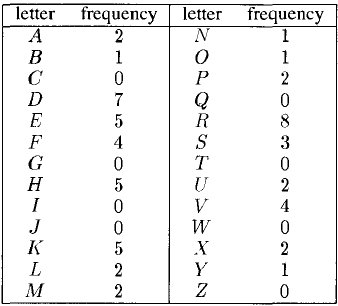 letter frequency letter frequency
A 2 N 1
B 1 O 1
C 0 P 2
D 7 Q 0
E 5 R 8
F 4 S 3
G 0 T 0
H 5 U 2
I 0 V 4
J 0 W 0
K 5 X 2
L 2 Y 1
M 2 Z 0